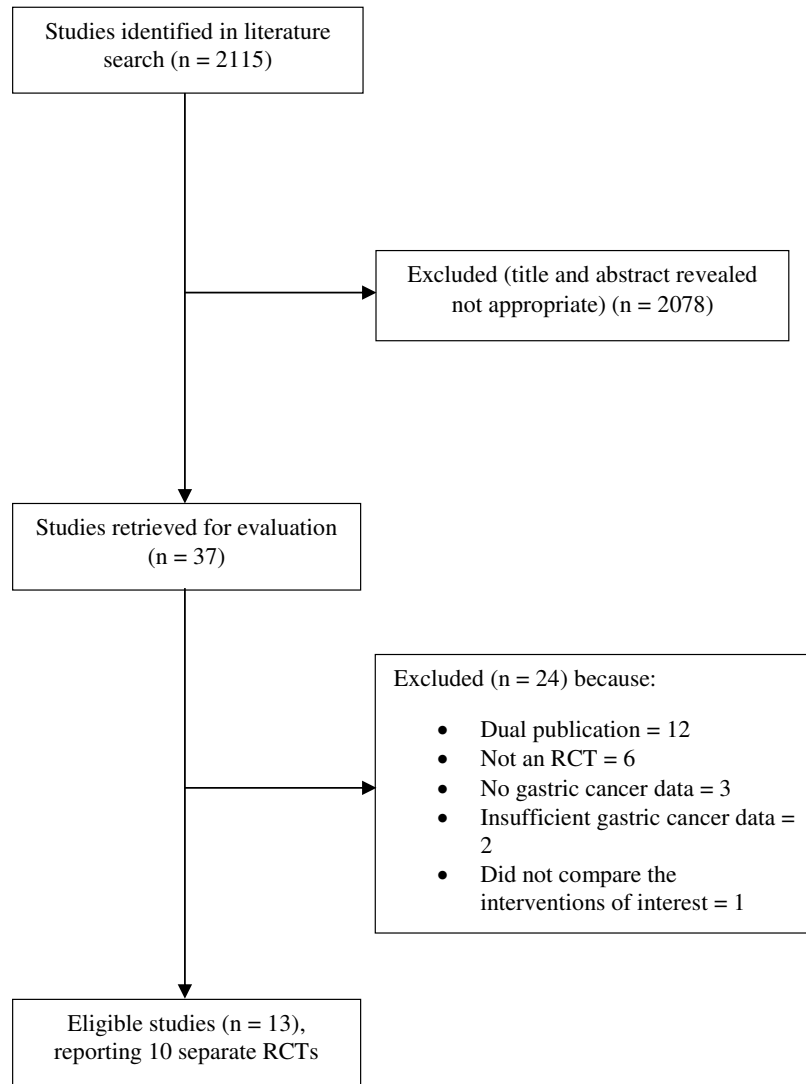 Studies identified in literature
search (n = 2115)
Excluded (title and abstract revealed
not appropriate) (n = 2078)
Studies retrieved for evaluation
(n = 37)
Excluded (n = 24) because:
• Dual publication = 12
• Not an RCT = 6
• No gastric cancer data = 3
• Insufficient gastric cancer data =
2
• Did not compare the
interventions of interest = 1
Eligible studies (n = 13),
reporting 10 separate RCTs